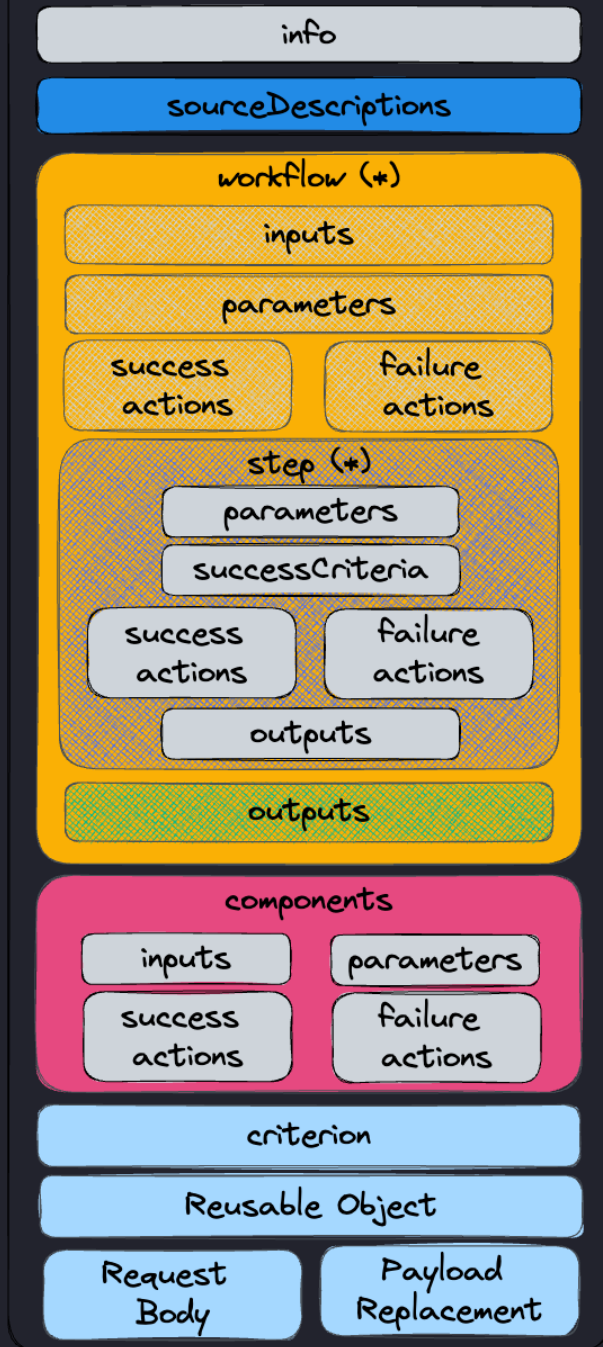 info
sourceDescriptions
workflow (*)
inputs
parameters
success
actions
failure
actions
step (*)
parameters
successCriteria
success
actions
failure
actions
outputs
outputs
components
inputs
parameters
success
actions
failure
actions
criterion
Reusable Object
Request
Body
Payload
Replacement